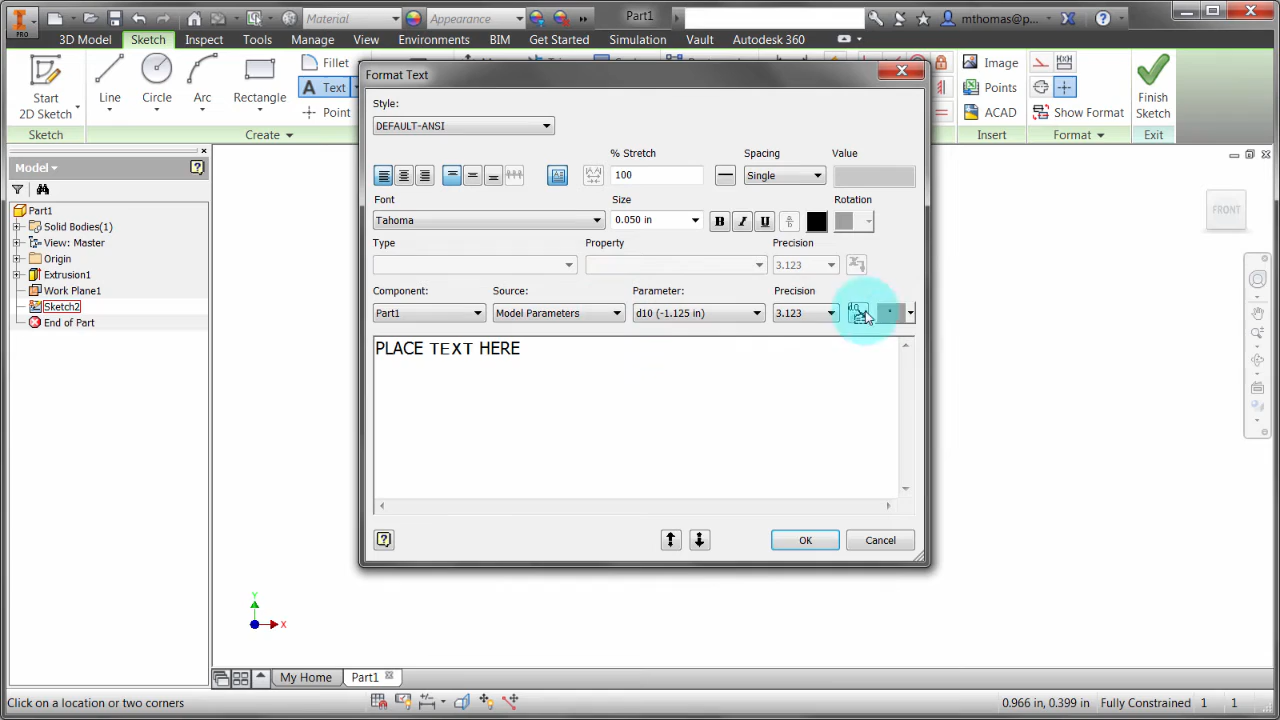 PRO
Material
Appearance
Part1
mthomas@p...
3D Model
Sketch
Inspect
Tools
Manage
View
Environments
BIM
Get Started
Simulation
Vault
Autodesk 360
Start
2D Sketch
Line
Circle
Arc
Rectangle
Fillet
Text
Point
Image
Points
ACAD
Show Format
Finish
Sketch
Sketch
Create
Insert
Format
Exit
Model
Part1
Solid Bodies(1)
View: Master
Origin
Extrusion1
Work Plane1
Sketch2
End of Part
Format Text
Style:
DEFAULT-ANSI
% Stretch
Spacing
Value
100
Single
Font
Size
Rotation
Tahoma
0.050 in
B I U
Type
Property
Precision
3.123
Component:
Source:
Parameter:
Precision
Part1
Model Parameters
d10 (-1.125 in)
3.123
PLACE TEXT HERE
OK
Cancel
FRONT
Y
X
My Home
Part1
Click on a location or two corners
0.966 in, 0.399 in
Fully Constrained
1
1